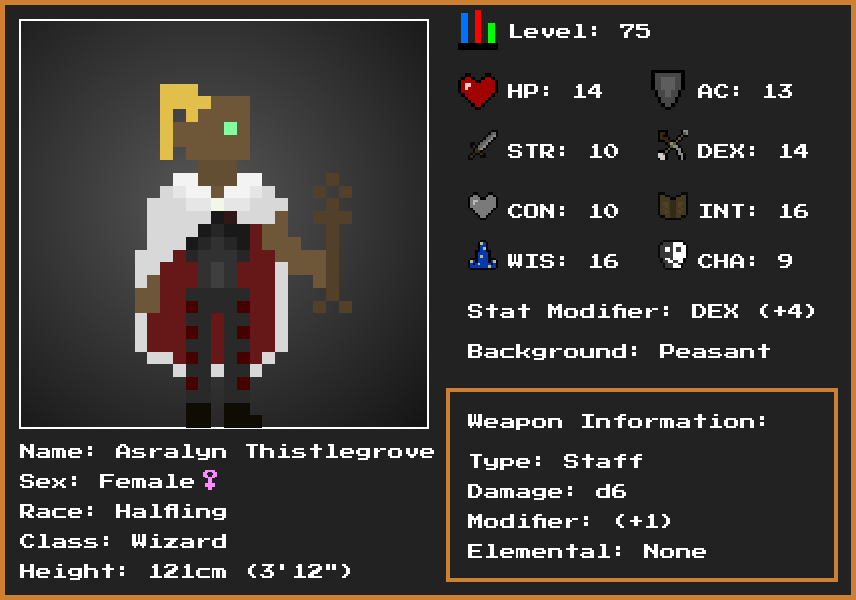 Level: 75
HP: 14
AC: 13
STR: 10
DEX: 14
CON: 10
INT: 16
WIS: 16
CHA: 9
Stat Modifier: DEX (+4)
Background: Peasant
Weapon Information:
Type: Staff
Damage: d6
Modifier: (+1)
Elemental: None
Name: Asralyn Thistlegrove
Sex: Female♀
Race: Halfling
Class: Wizard
Height: 121cm (3'12")